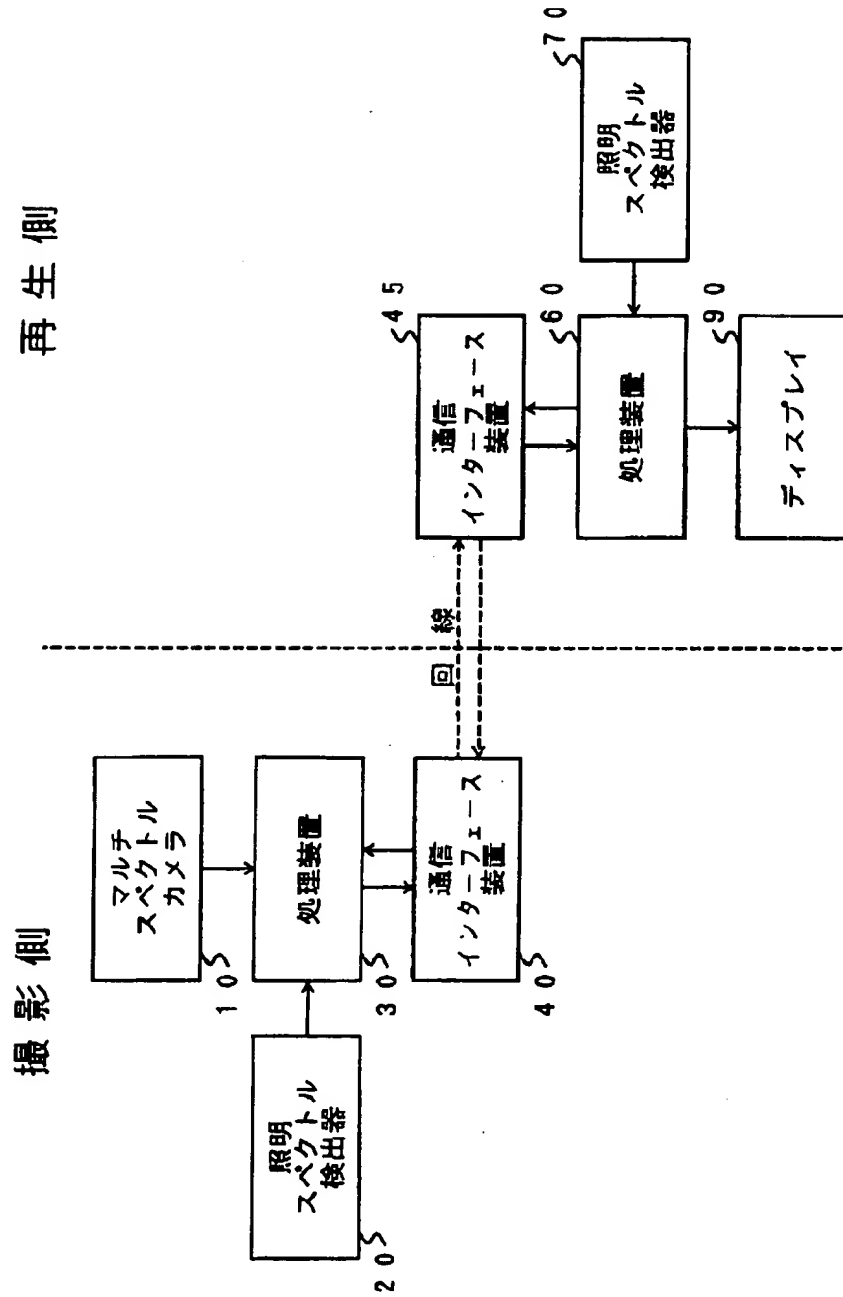 撮影側
再生側
マルチ
スペクトル
カメラ
10
照明
スペクトル
検出器
20
処理装置
30
通信
インターフェース
装置
40
回線
通信
インターフェース
装置
45
処理装置
60
照明
スペクトル
検出器
70
ディスプレイ
90